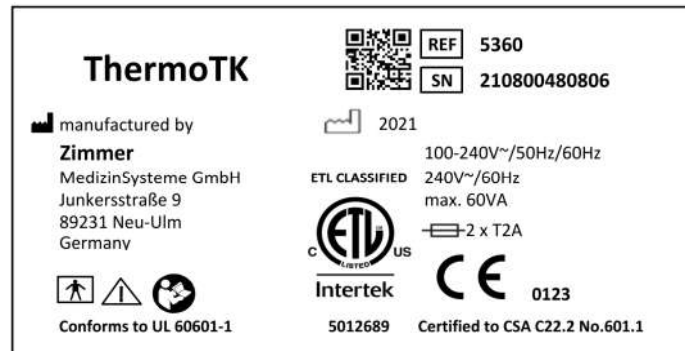 ThermoTK
REF 5360
SN 210800480806
manufactured by
Zimmer
MedizinSysteme GmbH
Junkersstraße 9
89231 Neu-Ulm
Germany
2021
100-240V~/50Hz/60Hz
240V~/60Hz
max. 60VA
2 x T2A
ETL CLASSIFIED
ETL
C US
LISTED
Intertek
CE 0123
Conforms to UL 60601-1
5012689
Certified to CSA C22.2 No.601.1